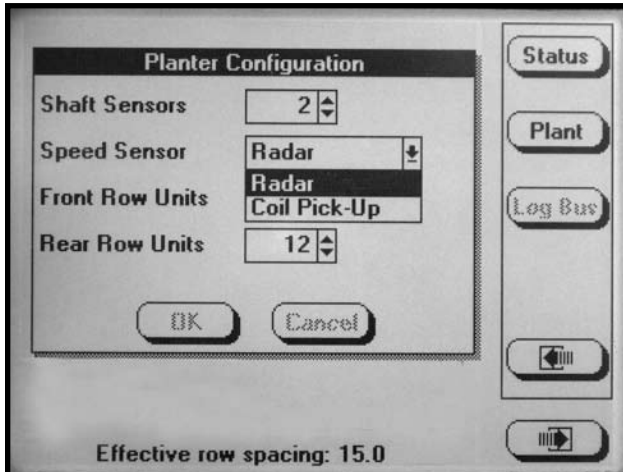 Planter Configuration
Shaft Sensors 2
Speed Sensor Radar
Radar
Front Row Units
Coil Pick-Up
Rear Row Units 12
OK Cancel
Effective row spacing: 15.0
Status
Plant
Log Bus